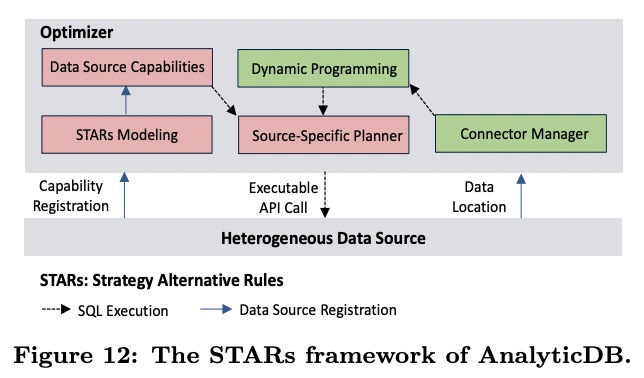 Optimizer
Data Source Capabilities
Dynamic Programming
STARs Modeling
Source-Specific Planner
Connector Manager
Capability
Registration
Executable
API Call
Data
Location
Heterogeneous Data Source
STARs: Strategy Alternative Rules
SQL Execution
Data Source Registration
Figure 12: The STARs framework of AnalyticDB.